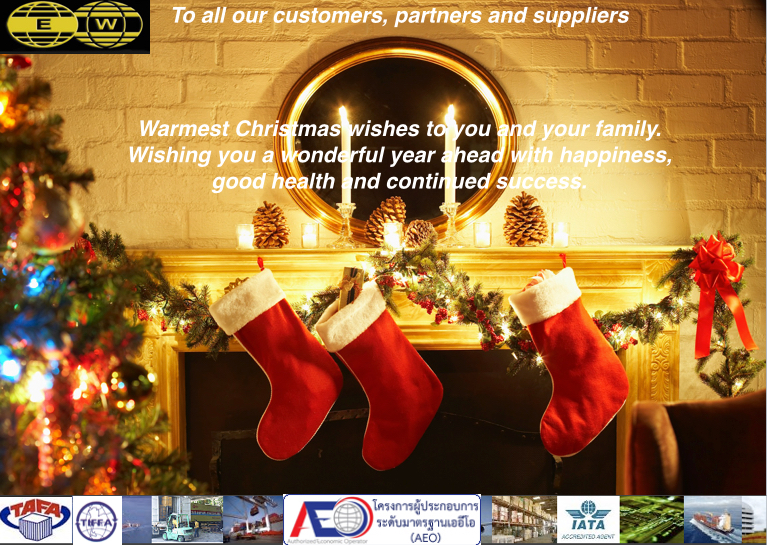 E W
To all our customers, partners and suppliers
Warmest Christmas wishes to you and your family.
Wishing you a wonderful year ahead with happiness,
good health and continued success.
TAFA
TIFFA
AEO
Authorized Economic Operator
โครงการผู้ประกอบการ
ระดับมาตรฐานเออีโอ
(AEO)
IATA
ACCREDITED AGENT